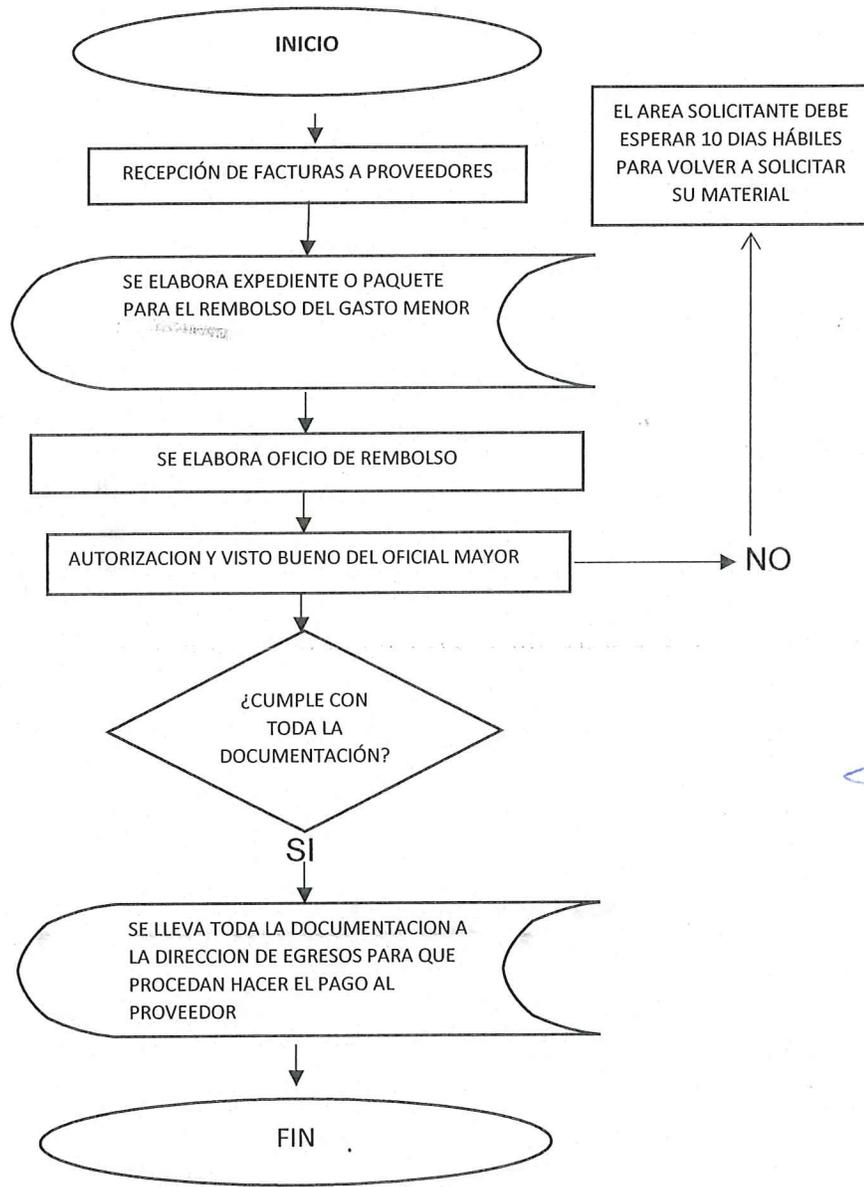 INICIO
RECEPCIÓN DE FACTURAS A PROVEEDORES
EL AREA SOLICITANTE DEBE
ESPERAR 10 DIAS HÁBILES
PARA VOLVER A SOLICITAR
SU MATERIAL
SE ELABORA EXPEDIENTE O PAQUETE
PARA EL REMBOLSO DEL GASTO MENOR
SE ELABORA OFICIO DE REMBOLSO
AUTORIZACION Y VISTO BUENO DEL OFICIAL MAYOR
NO
¿CUMPLE CON
TODA LA
DOCUMENTACIÓN?
SI
SE LLEVA TODA LA DOCUMENTACION A
LA DIRECCION DE EGRESOS PARA QUE
PROCEDAN HACER EL PAGO AL
PROVEEDOR
FIN